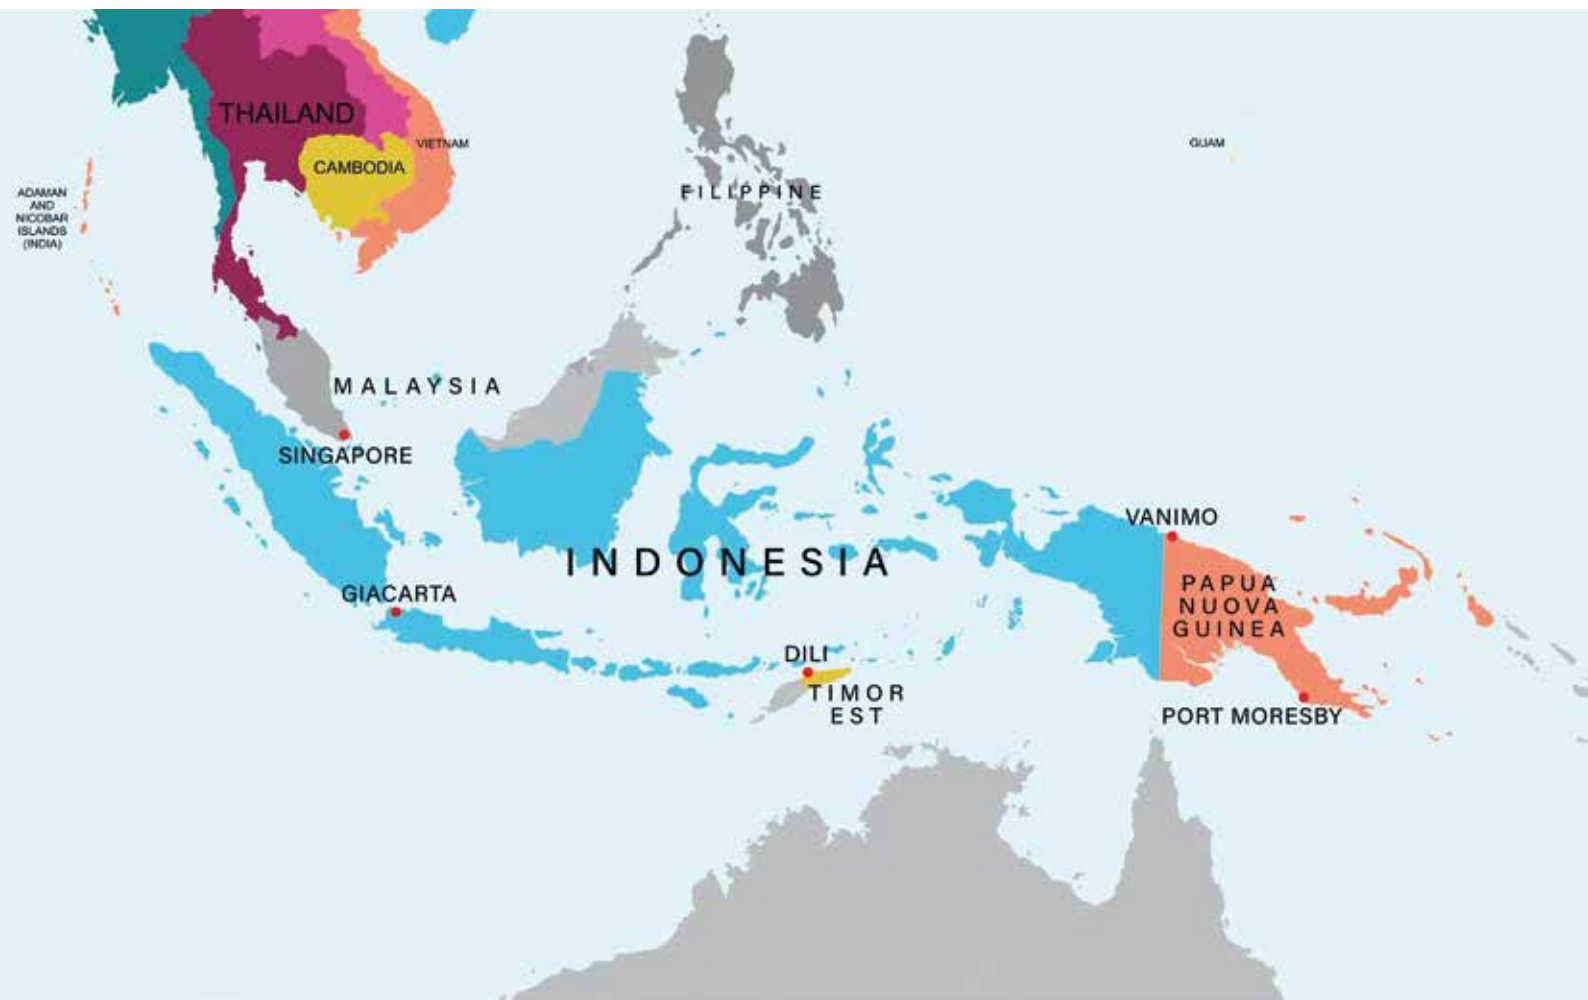 THAILAND
VIETNAM
GUAM
CAMBODIA
ADAMAN
AND
NICOBAR
ISLANDS
(INDIA)
FILIPPINE
MALAYSIA
SINGAPORE
VANIMO
INDONESIA
PAPUA
NUOVA
GUINEA
GIACARTA
DILI
TIMOR
EST
PORT MORESBY